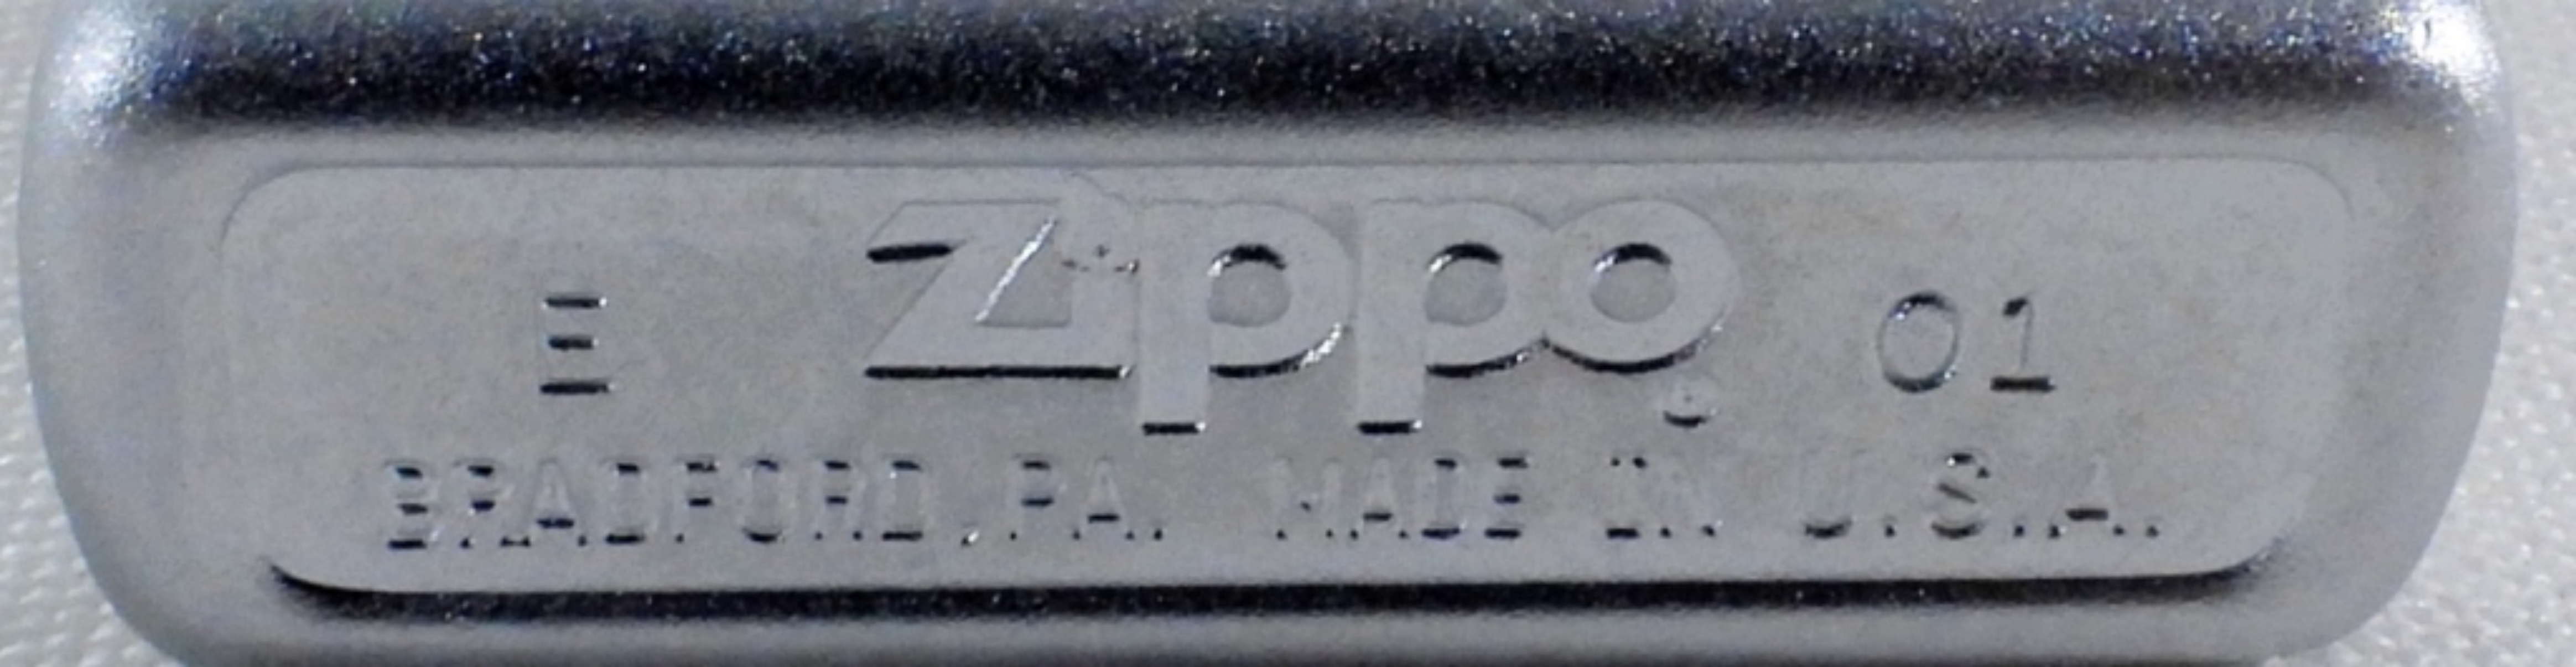 E Zippo ® 01
BRADFORD, PA. MADE IN U.S.A.